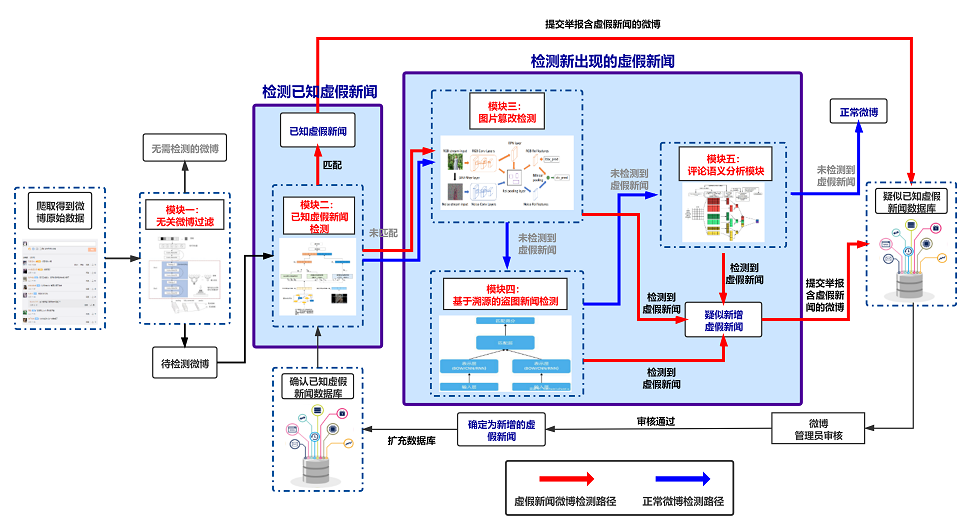 提交举报含虚假新闻的微博
检测新出现的虚假新闻
检测已知虚假新闻
模块三：
图片篡改检测
已知虚假新闻
正常微博
无需检测的微博
匹配
模块五：
评论语义分析模块
未检测到
虚假新闻
未检测到
虚假新闻
爬取得到微
博原始数据
模块一：
无关微博过滤
模块二：
已知虚假新闻
检测
未匹配
疑似已知虚假
新闻数据库
未检测到
虚假新闻
检测到
虚假新闻
提交举报
含虚假新
闻的微博
模块四：
基于溯源的盗图新闻检测
检测到
虚假新闻
疑似新增
虚假新闻
待检测微博
检测到
虚假新闻
确认已知虚假
新闻数据库
扩充数据库
确定为新增的虚
假新闻
审核通过
微博
管理员审核
虚假新闻微博检测路径
正常微博检测路径